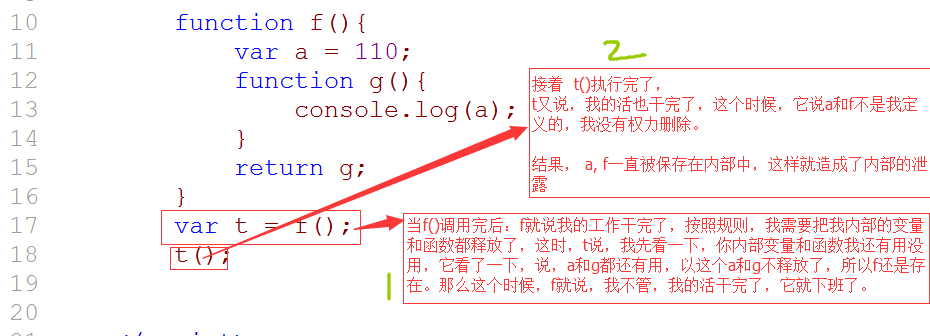 10 function f(){
11 var a = 110;
2
12 function g(){
接着 t()执行完了，
13 console.log(a);
t又说，我的活也干完了，这个时候，它说a和f不是我定
义的，我没有权力删除。
14 }
15 return g;
结果， a, f一直被保存在内部中，这样就造成了内部的泄
露
16 }
17 var t = f();
当f()调用完后：f就说我的工作干完了，按照规则，我需要把我内部的变量
和函数都释放了，这时，t说，我先看一下，你内部变量和函数我还有用设
18 t();
用，它看了一下，说，a和g都还有用，以这个a和g不释放了，所以f还是存
19
1
在。那么这个时候，f就说，我不管，我的活干完了，它就下班了。
20